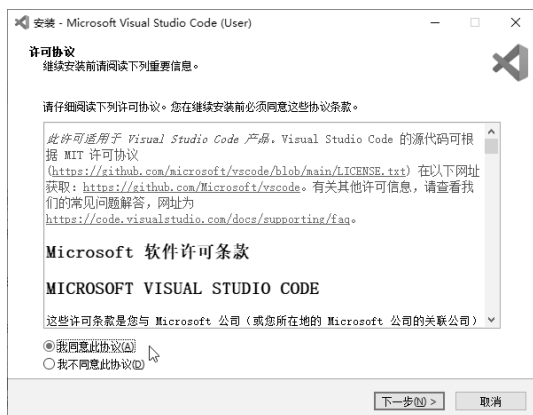 安装 - Microsoft Visual Studio Code (User)
许可协议
继续安装前请阅读下列重要信息。
请仔细阅读下列许可协议。您在继续安装前必须同意这些协议条款。
此许可适用于 Visual Studio Code 产品。Visual Studio Code 的源代码可根
据 MIT 许可协议
(https://github.com/microsoft/vscode/blob/main/LICENSE.txt) 在以下网址
获取：https://github.com/Microsoft/vscode。有关其他许可信息，请查看我
们的常见问题解答，网址为
https://code.visualstudio.com/docs/supporting/faq。
Microsoft 软件许可条款
MICROSOFT VISUAL STUDIO CODE
这些许可条款是您与 Microsoft 公司（或您所在地的 Microsoft 公司的关联公司）
我同意此协议(A)
我不同意此协议(D)
下一步(N) >
取消